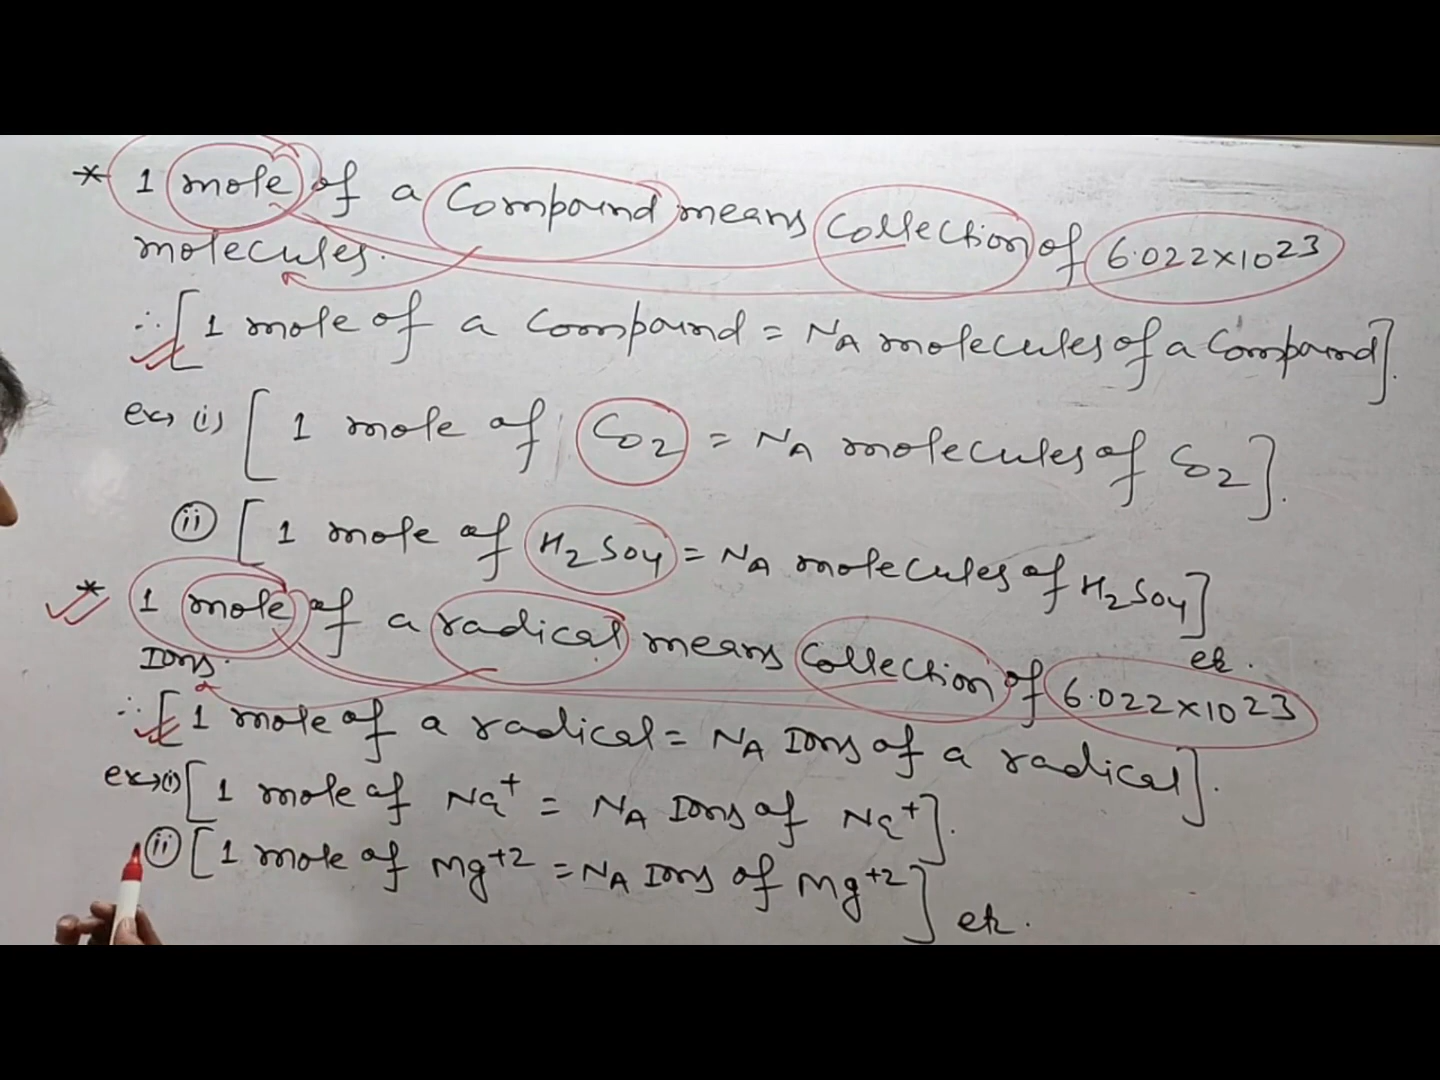 * 1 mole of a Compound means Collection of 6.022×10²³
molecules.
∴ [1 mole of a Compound = NA molecules of a Compound].
ex→ (i) [1 mole of CO2 = NA molecules of CO2].
(ii) [1 mole of H2SO4 = NA molecules of H2SO4]
etc.
* 1 mole of a radical means Collection of 6.022×10²³
Ions.
∴ [1 mole of a radical = NA Ions of a radical].
ex→ (i) [1 mole of Na⁺ = NA Ions of Na⁺].
(ii) [1 mole of Mg⁺² = NA Ions of Mg⁺²] etc.